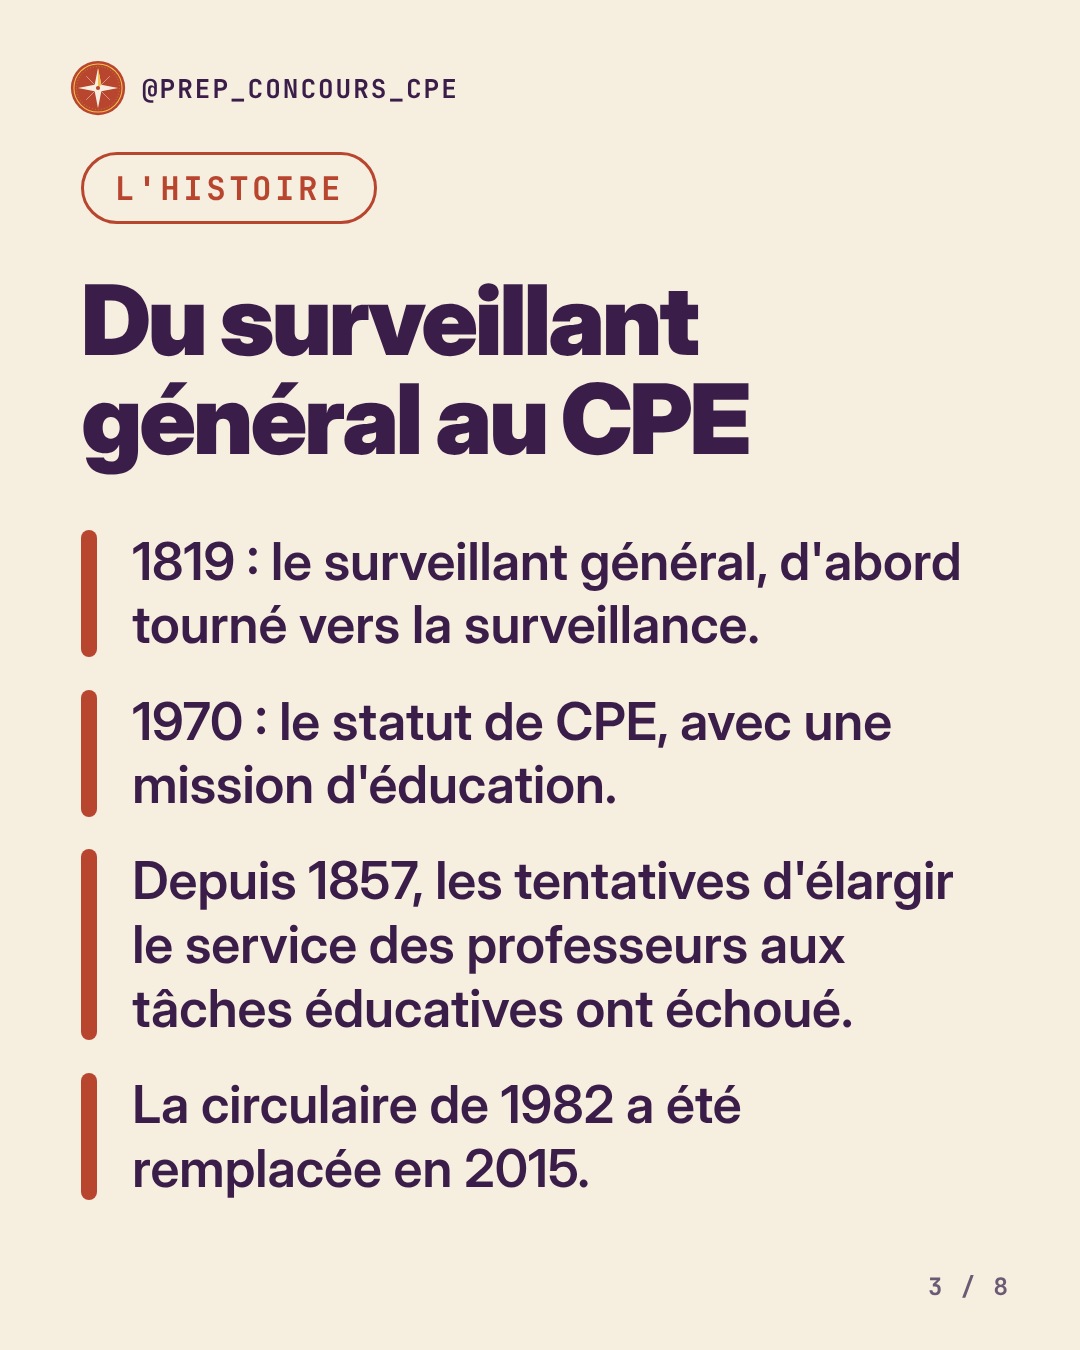 @PREP_CONCOURS_CPE
L'HISTOIRE
Du surveillant
général au CPE
1819 : le surveillant général, d'abord
tourné vers la surveillance.
1970 : le statut de CPE, avec une
mission d'éducation.
Depuis 1857, les tentatives d'élargir
le service des professeurs aux
tâches éducatives ont échoué.
La circulaire de 1982 a été
remplacée en 2015.
3 / 8